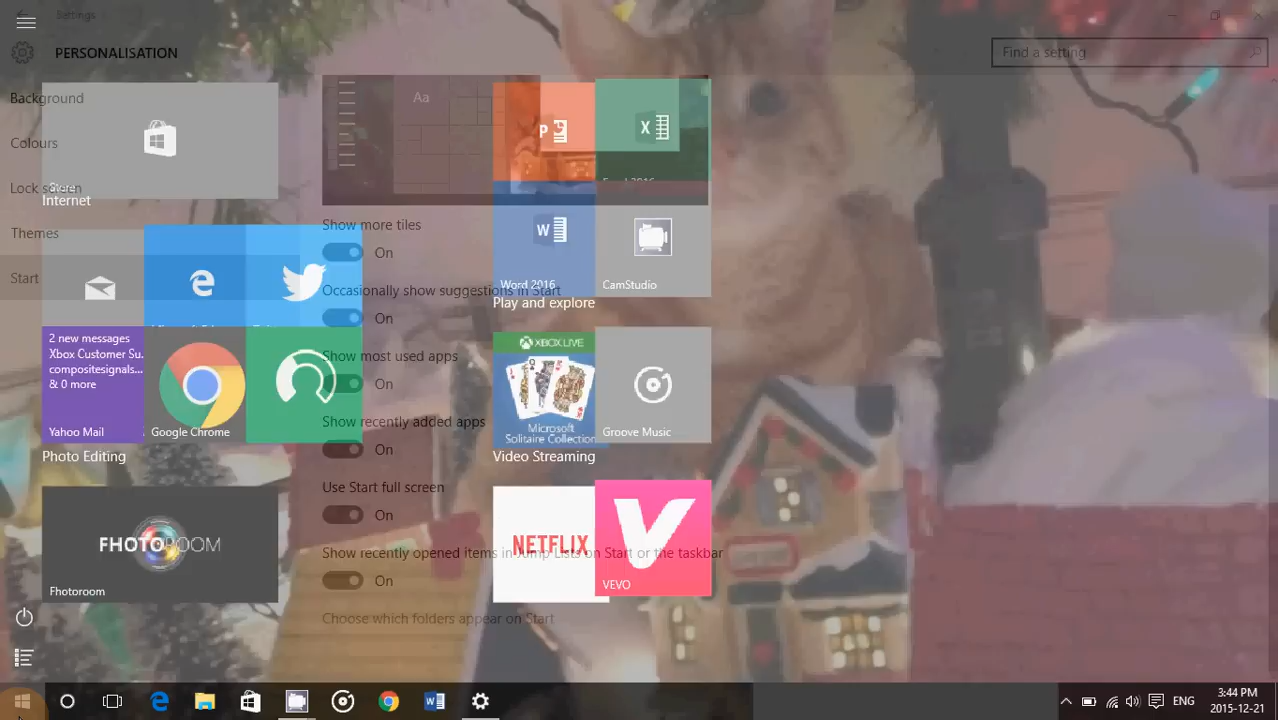 Settings
PERSONALISATION
Find a setting
Background
Colours
Lock screen
Themes
Start
Store
Internet
Aa
Show more tiles
On
Occasionally show suggestions in Start
On
Show most used apps
On
Show recently added apps
On
Use Start full screen
On
Show recently opened items in Jump Lists on Start or the taskbar
On
Choose which folders appear on Start
2 new messages
Xbox Customer Su...
compositesignals...
& 0 more
Yahoo Mail
Google Chrome
Photo Editing
FHOTOROOM
Fhotoroom
P
X
Excel 2016
W
Word 2016
CamStudio
Play and explore
XBOX LIVE
Microsoft
Solitaire Collection
Groove Music
Video Streaming
NETFLIX
V
VEVO
ENG
3:44 PM
2015-12-21